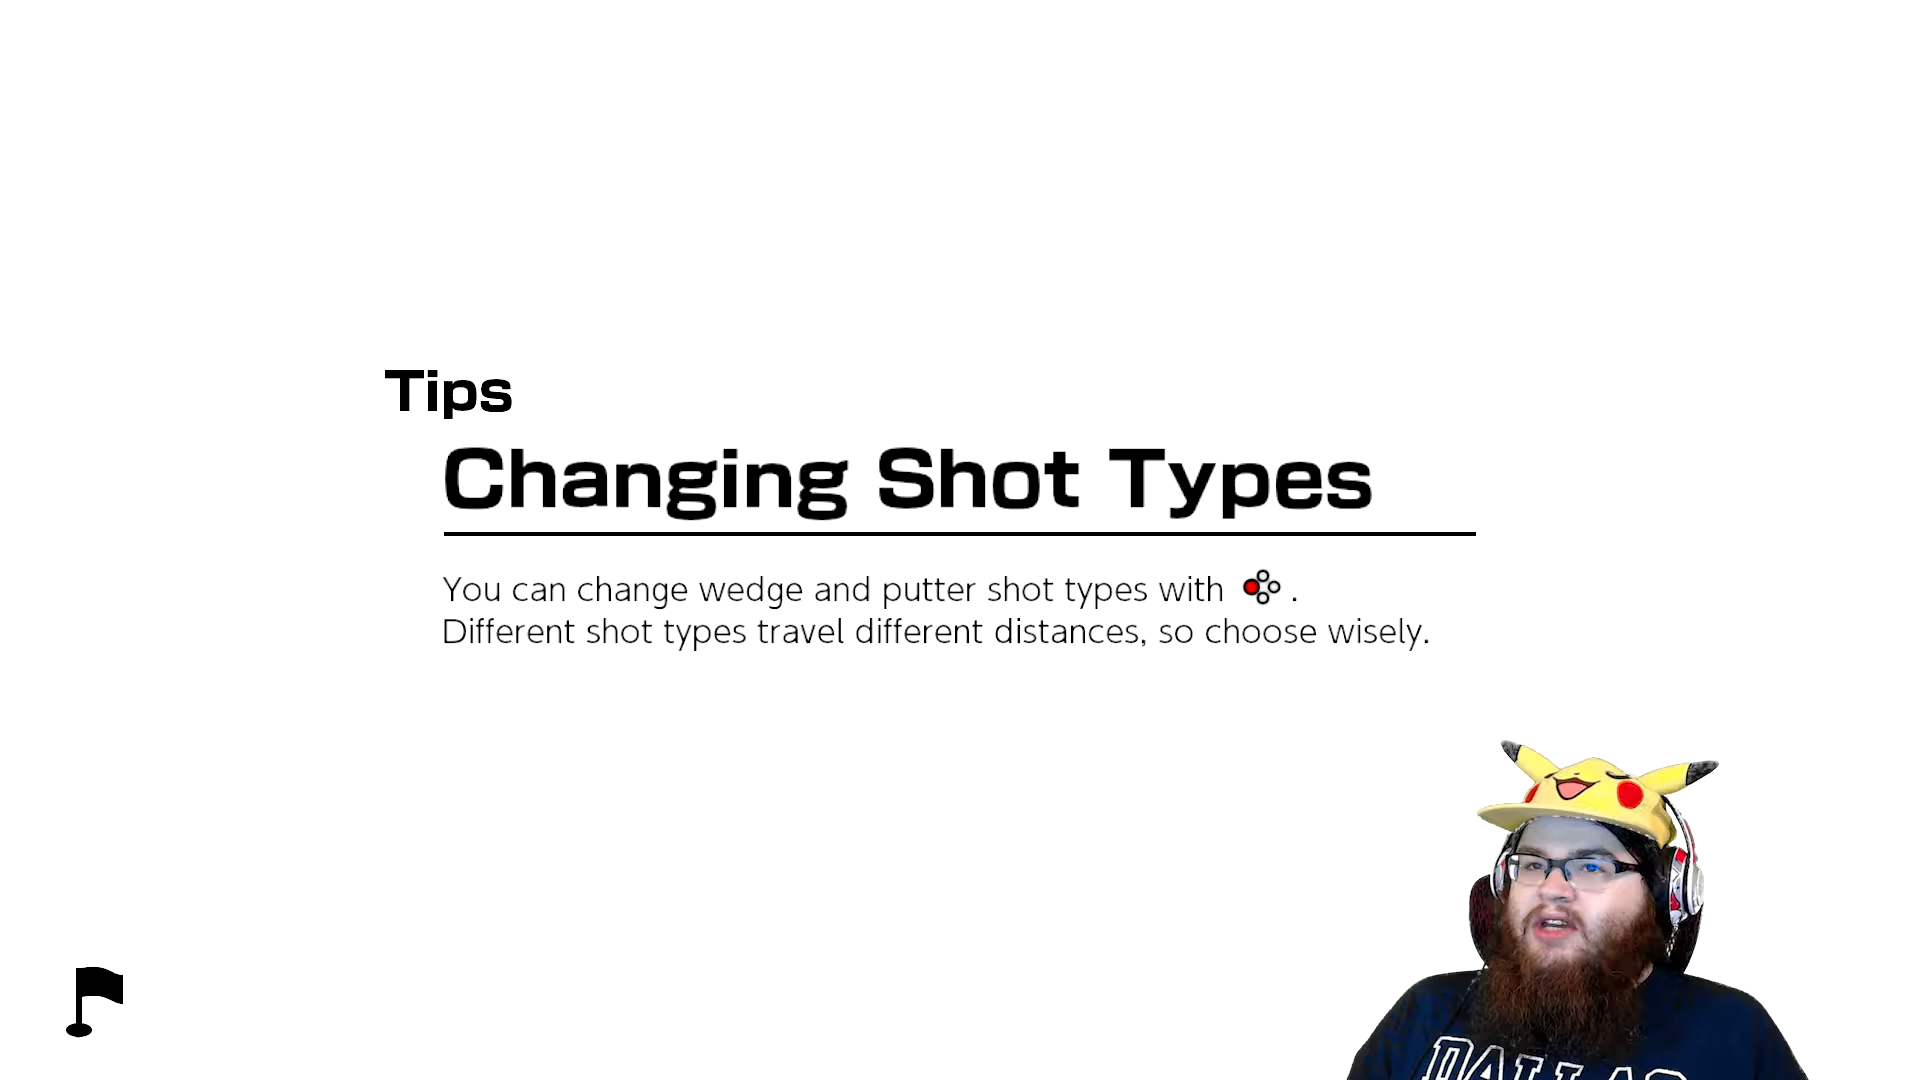 Tips
Changing Shot Types
You can change wedge and putter shot types with .
Different shot types travel different distances, so choose wisely.
DALLAS